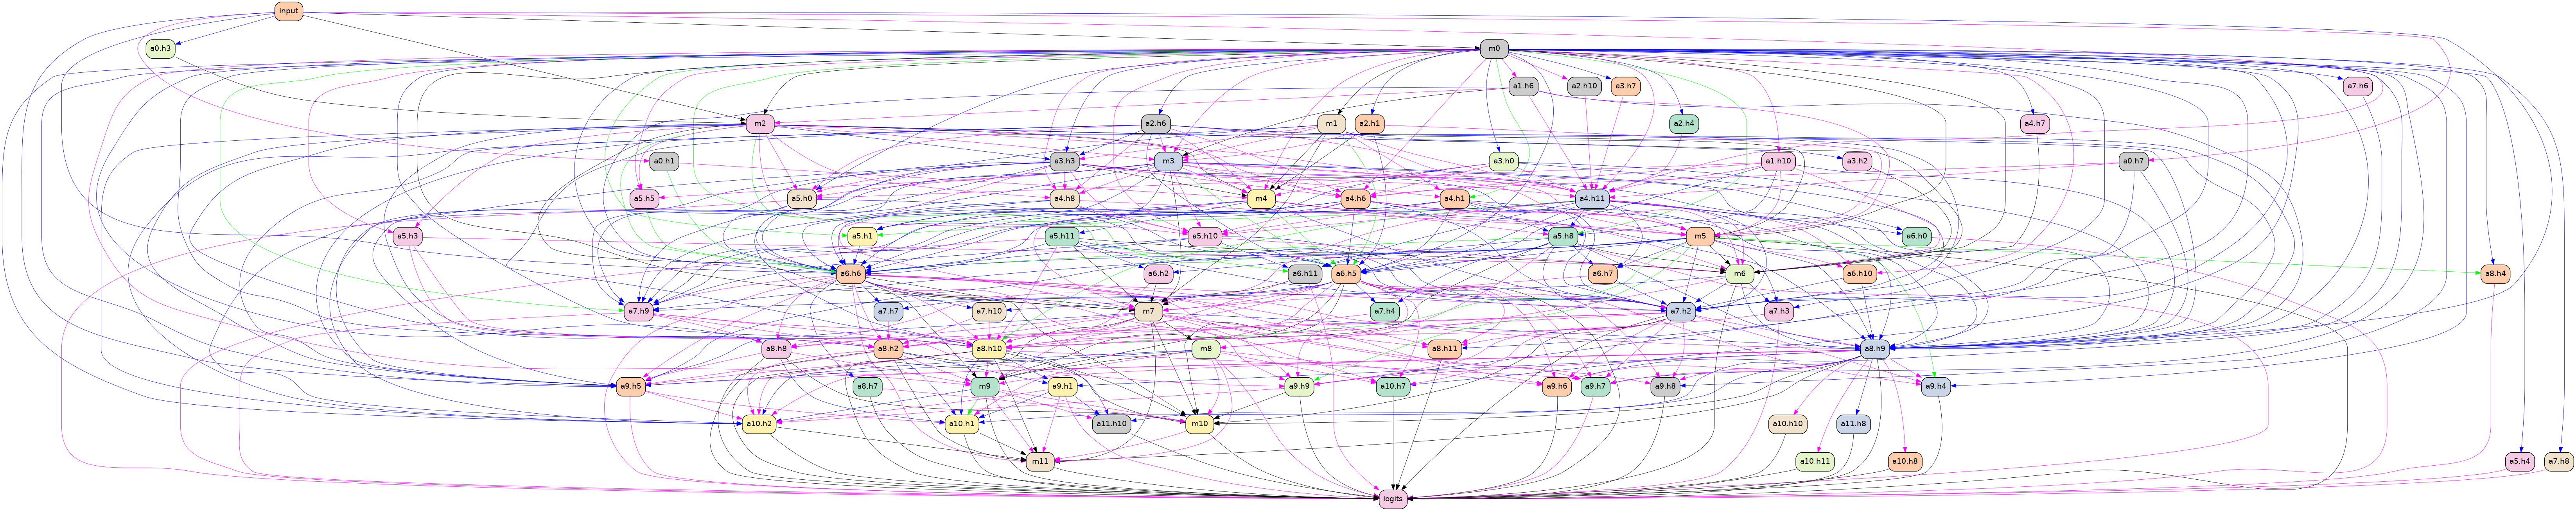 input
a0.h3 m0
m0 a2.h10 a3.h7 a7.h6
a1.h6
m2 a2.h6 m1 a2.h1 a2.h4 a4.h7
a0.h1 a3.h3 m3 a3.h0 a1.h10 a3.h2 a0.h7
a5.h5 a5.h0 a4.h8 m4 a4.h6 a4.h1 a4.h11
a5.h3 a5.h1 a5.h11 a5.h10 a5.h8 m5 a6.h0
a6.h6 a6.h2 a6.h11 a6.h5 a6.h7 m6 a6.h10 a8.h4
a7.h9 a7.h7 a7.h10 m7 a7.h4 a7.h2 a7.h3
a8.h8 a8.h2 a8.h10 m8 a8.h11 a8.h9
a9.h5 a8.h7 m9 a9.h1 a9.h9 a10.h7 a9.h6 a9.h7 a9.h8 a9.h4
a10.h2 a10.h1 a11.h10 m10 a10.h10 a11.h8
m11 a10.h11 a10.h8 a5.h4 a7.h8
logits